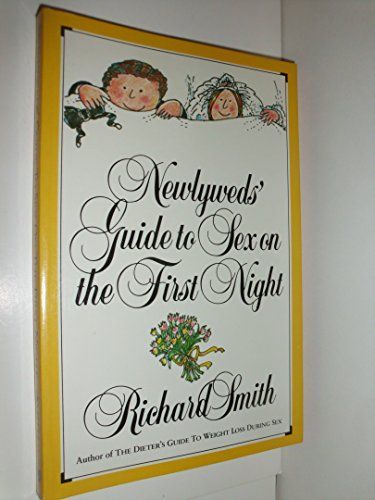 Newlyweds'
Guide to Sex on
the First Night
Richard Smith
Author of THE DIETER'S GUIDE TO WEIGHT LOSS DURING SEX